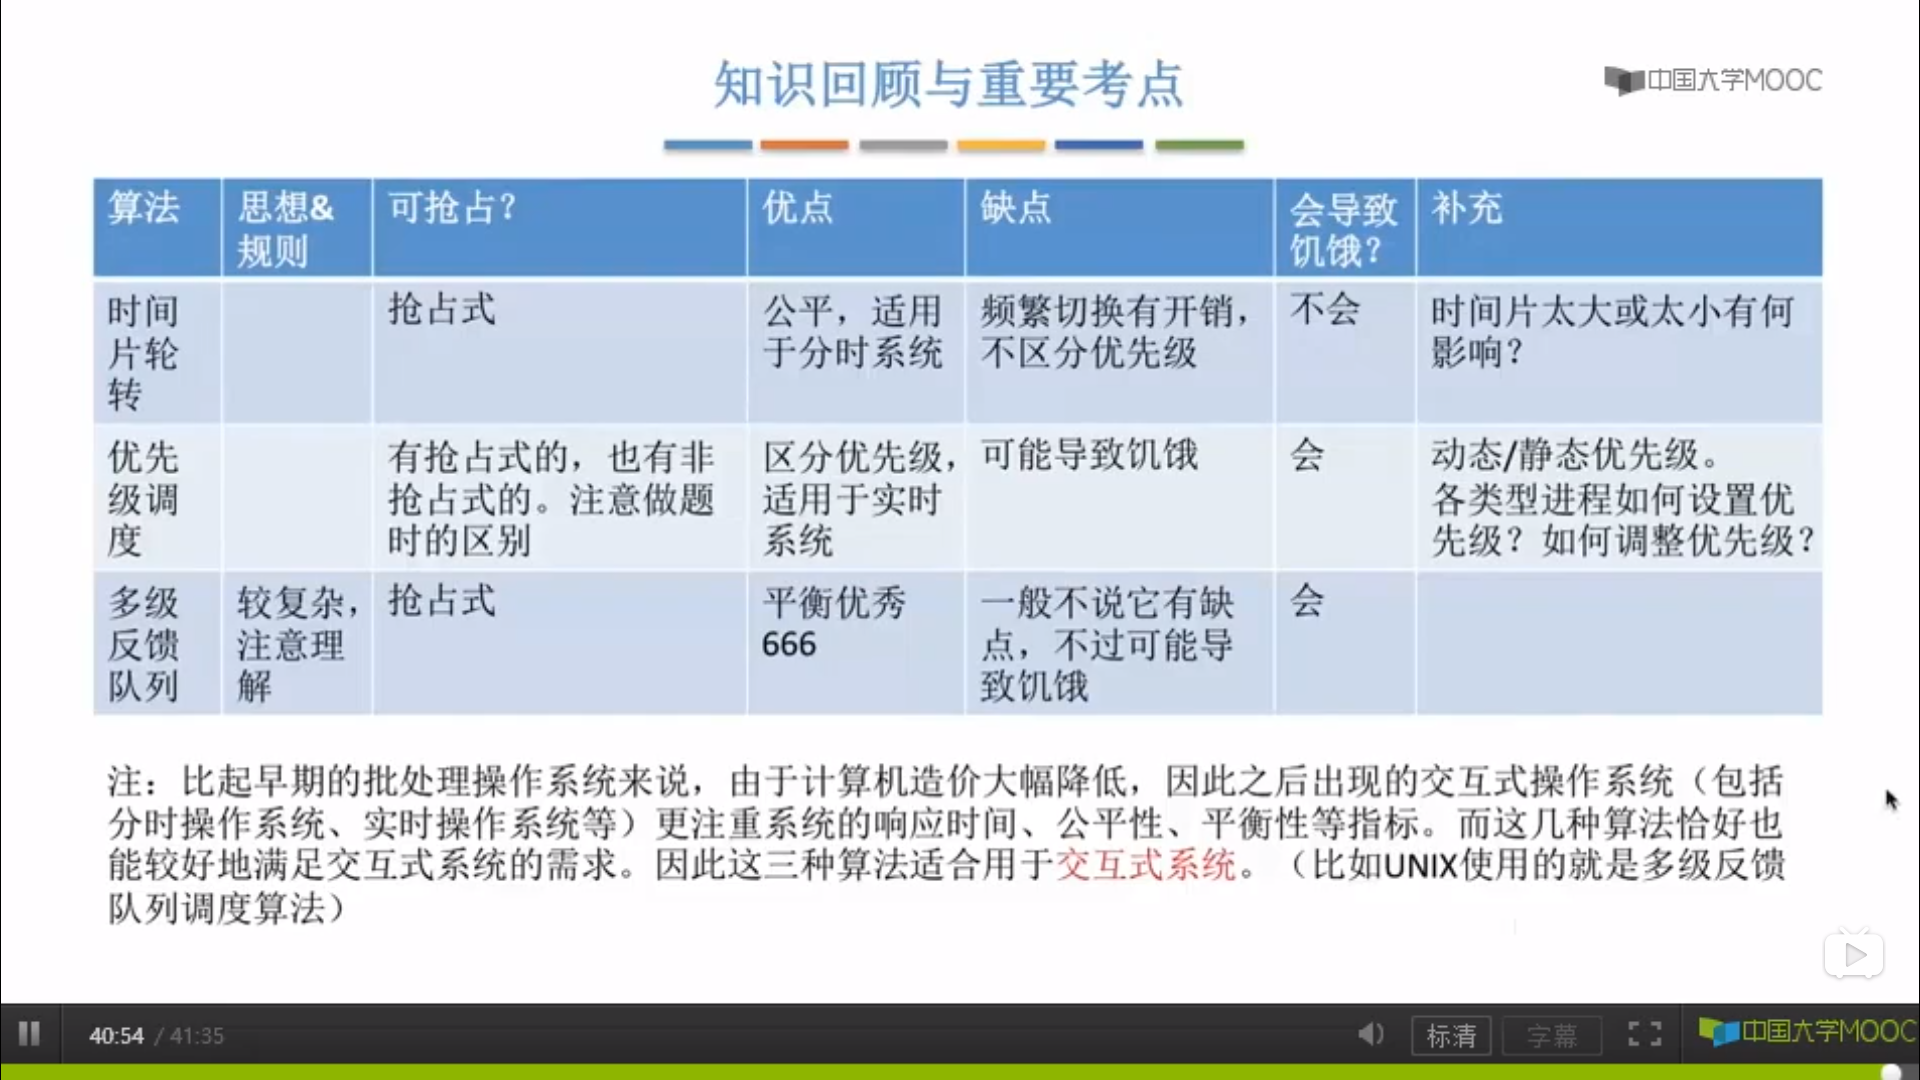 知识回顾与重要考点
中国大学MOOC
算法
思想&
规则
可抢占？
优点
缺点
会导致
饥饿？
补充
时间
片轮
转
抢占式
公平，适用
于分时系统
频繁切换有开销，
不区分优先级
不会
时间片太大或太小有何
影响？
优先
级调
度
有抢占式的，也有非
抢占式的。注意做题
时的区别
区分优先级，
适用于实时
系统
可能导致饥饿
会
动态/静态优先级。
各类型进程如何设置优
先级？如何调整优先级？
多级
反馈
队列
较复杂，
注意理
解
抢占式
平衡优秀
666
一般不说它有缺
点，不过可能导
致饥饿
会
注：比起早期的批处理操作系统来说，由于计算机造价大幅降低，因此之后出现的交互式操作系统（包括
分时操作系统、实时操作系统等）更注重系统的响应时间、公平性、平衡性等指标。而这几种算法恰好也
能较好地满足交互式系统的需求。因此这三种算法适合用于交互式系统。（比如UNIX使用的就是多级反馈
队列调度算法）
40:54 / 41:35
标清
字幕
中国大学MOOC